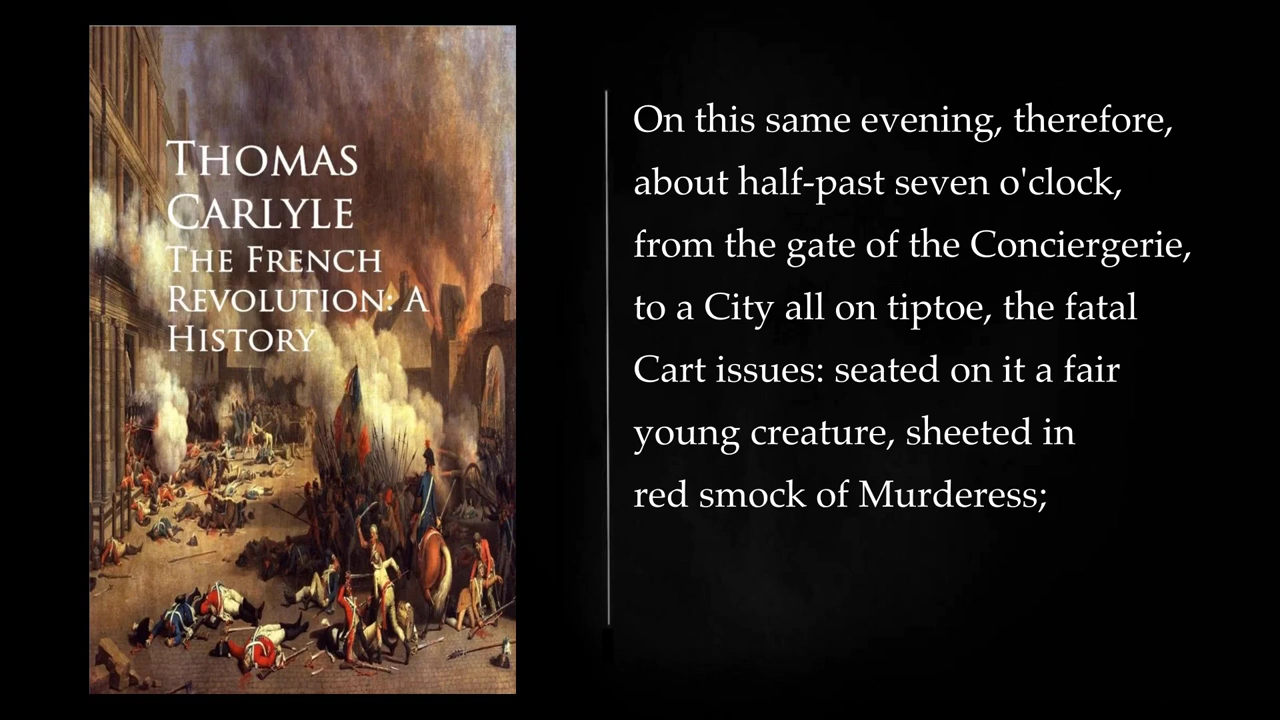 THOMAS
CARLYLE
THE FRENCH
REVOLUTION: A
HISTORY
On this same evening, therefore,
about half-past seven o'clock,
from the gate of the Conciergerie,
to a City all on tiptoe, the fatal
Cart issues: seated on it a fair
young creature, sheeted in
red smock of Murderess;